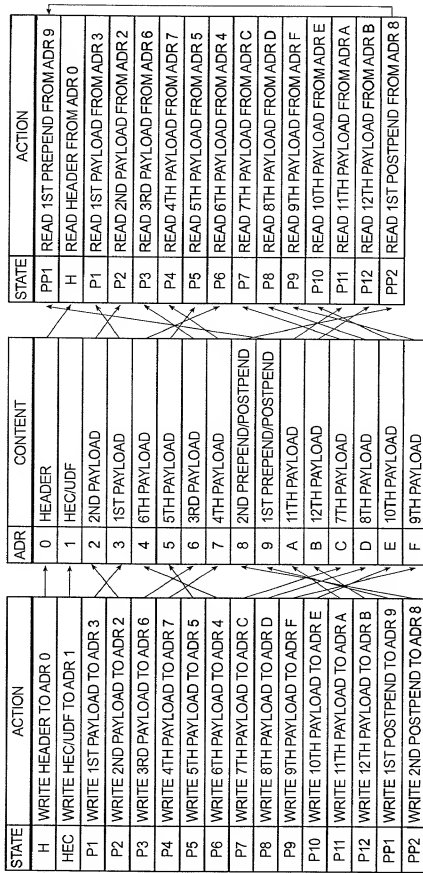 STATE ACTION
H WRITE HEADER TO ADR 0
HEC WRITE HEC/UDF TO ADR 1
P1 WRITE 1ST PAYLOAD TO ADR 3
P2 WRITE 2ND PAYLOAD TO ADR 2
P3 WRITE 3RD PAYLOAD TO ADR 6
P4 WRITE 4TH PAYLOAD TO ADR 7
P5 WRITE 5TH PAYLOAD TO ADR 5
P6 WRITE 6TH PAYLOAD TO ADR 4
P7 WRITE 7TH PAYLOAD TO ADR C
P8 WRITE 8TH PAYLOAD TO ADR D
P9 WRITE 9TH PAYLOAD TO ADR F
P10 WRITE 10TH PAYLOAD TO ADR E
P11 WRITE 11TH PAYLOAD TO ADR A
P12 WRITE 12TH PAYLOAD TO ADR B
PP1 WRITE 1ST POSTPEND TO ADR 9
PP2 WRITE 2ND POSTPEND TO ADR 8
ADR CONTENT
0 HEADER
1 HEC/UDF
2 2ND PAYLOAD
3 1ST PAYLOAD
4 6TH PAYLOAD
5 5TH PAYLOAD
6 3RD PAYLOAD
7 4TH PAYLOAD
8 2ND PREPEND/POSTPEND
9 1ST PREPEND/POSTPEND
A 11TH PAYLOAD
B 12TH PAYLOAD
C 7TH PAYLOAD
D 8TH PAYLOAD
E 10TH PAYLOAD
F 9TH PAYLOAD
STATE ACTION
PP1 READ 1ST PREPEND FROM ADR 9
H READ HEADER FROM ADR 0
P1 READ 1ST PAYLOAD FROM ADR 3
P2 READ 2ND PAYLOAD FROM ADR 2
P3 READ 3RD PAYLOAD FROM ADR 6
P4 READ 4TH PAYLOAD FROM ADR 7
P5 READ 5TH PAYLOAD FROM ADR 5
P6 READ 6TH PAYLOAD FROM ADR 4
P7 READ 7TH PAYLOAD FROM ADR C
P8 READ 8TH PAYLOAD FROM ADR D
P9 READ 9TH PAYLOAD FROM ADR F
P10 READ 10TH PAYLOAD FROM ADR E
P11 READ 11TH PAYLOAD FROM ADR A
P12 READ 12TH PAYLOAD FROM ADR B
PP2 READ 1ST POSTPEND FROM ADR 8